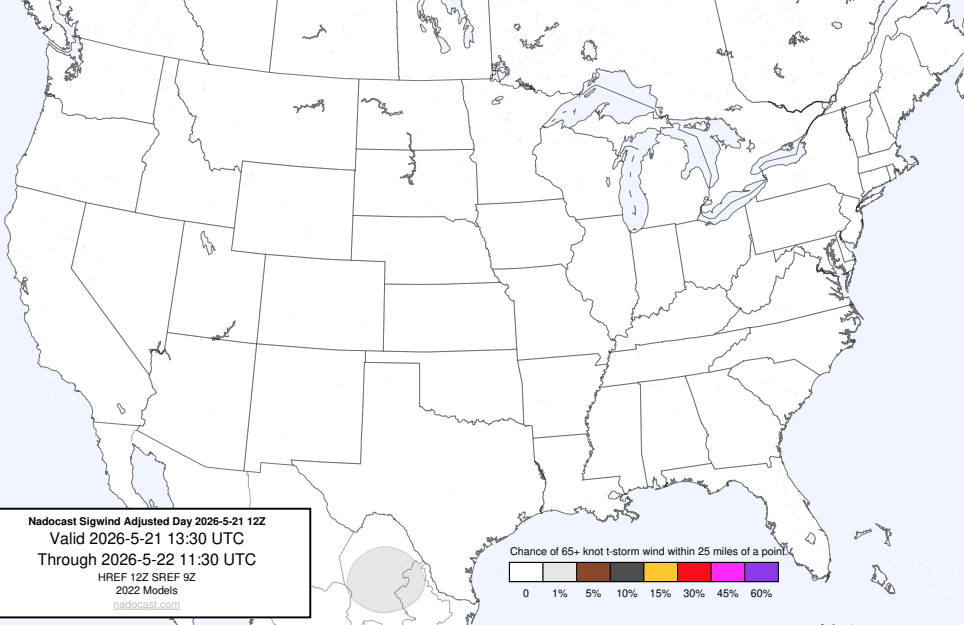 Nadocast Sigwind Adjusted Day 2026-5-21 12Z
Valid 2026-5-21 13:30 UTC
Through 2026-5-22 11:30 UTC
HREF 12Z SREF 9Z
2022 Models
nadocast.com
Chance of 65+ knot t-storm wind within 25 miles of a point.
0 1% 5% 10% 15% 30% 45% 60%